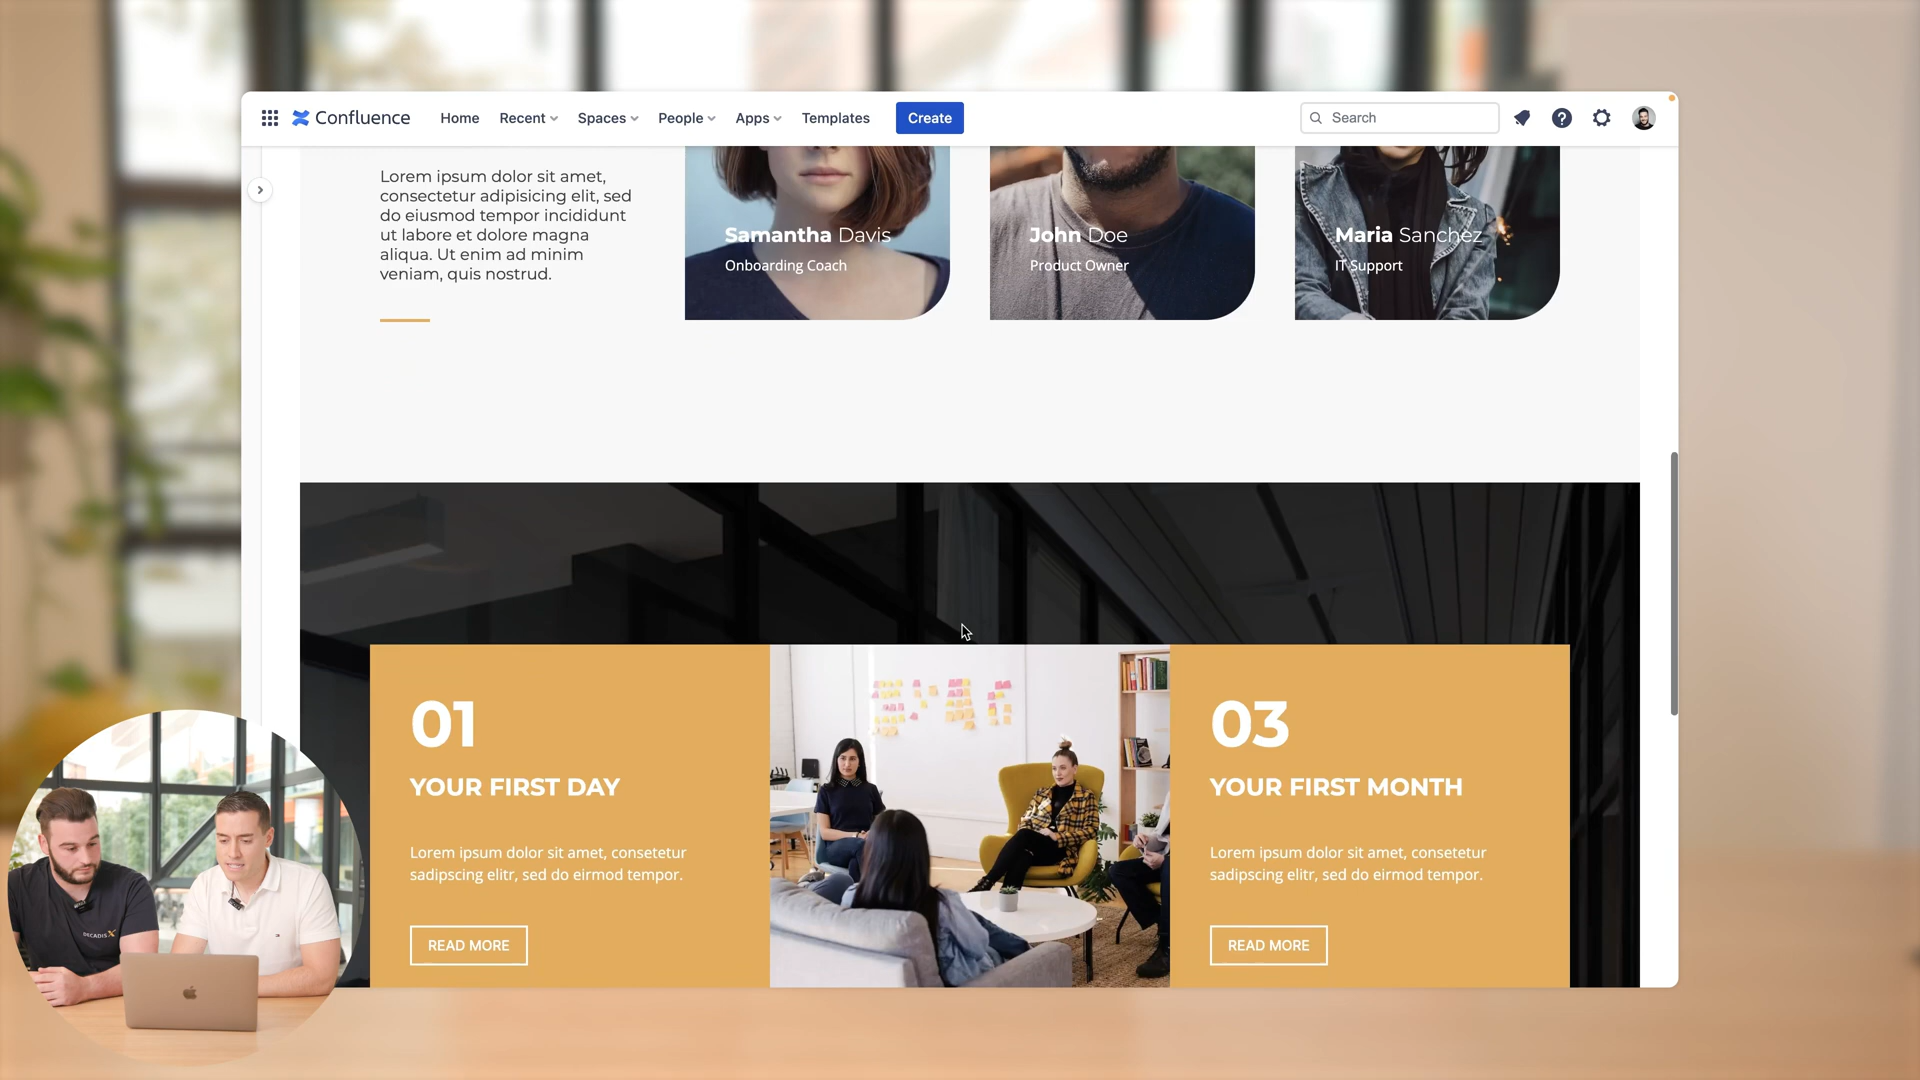 Confluence
Home
Recent
Spaces
People
Apps
Templates
Create
Search
Lorem ipsum dolor sit amet,
consectetur adipisicing elit, sed
do eiusmod tempor incididunt
ut labore et dolore magna
aliqua. Ut enim ad minim
veniam, quis nostrud.
Samantha Davis
Onboarding Coach
John Doe
Product Owner
Maria Sanchez
IT Support
01
YOUR FIRST DAY
Lorem ipsum dolor sit amet, consetetur
sadipscing elitr, sed do eirmod tempor.
READ MORE
03
YOUR FIRST MONTH
Lorem ipsum dolor sit amet, consetetur
sadipscing elitr, sed do eirmod tempor.
READ MORE
DECADIS